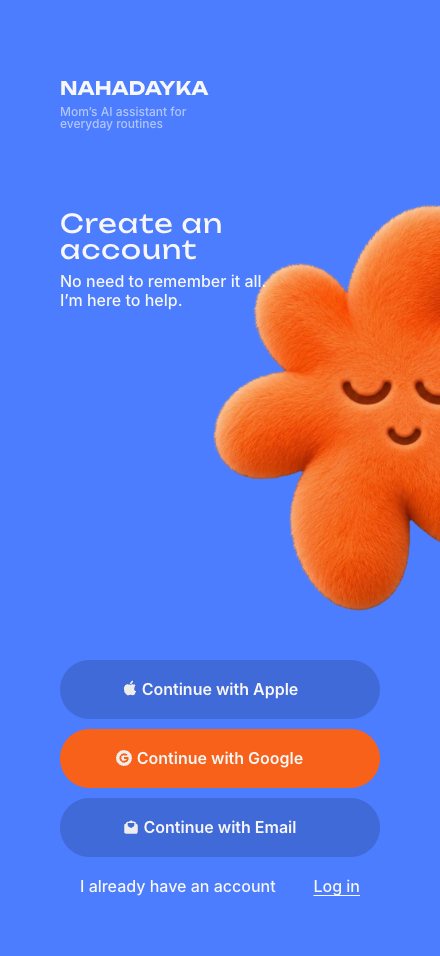 NAHADAYKA
Mom’s AI assistant for
everyday routines
Create an
account
No need to remember it all.
I’m here to help.
Continue with Apple
G Continue with Google
Continue with Email
I already have an account Log in